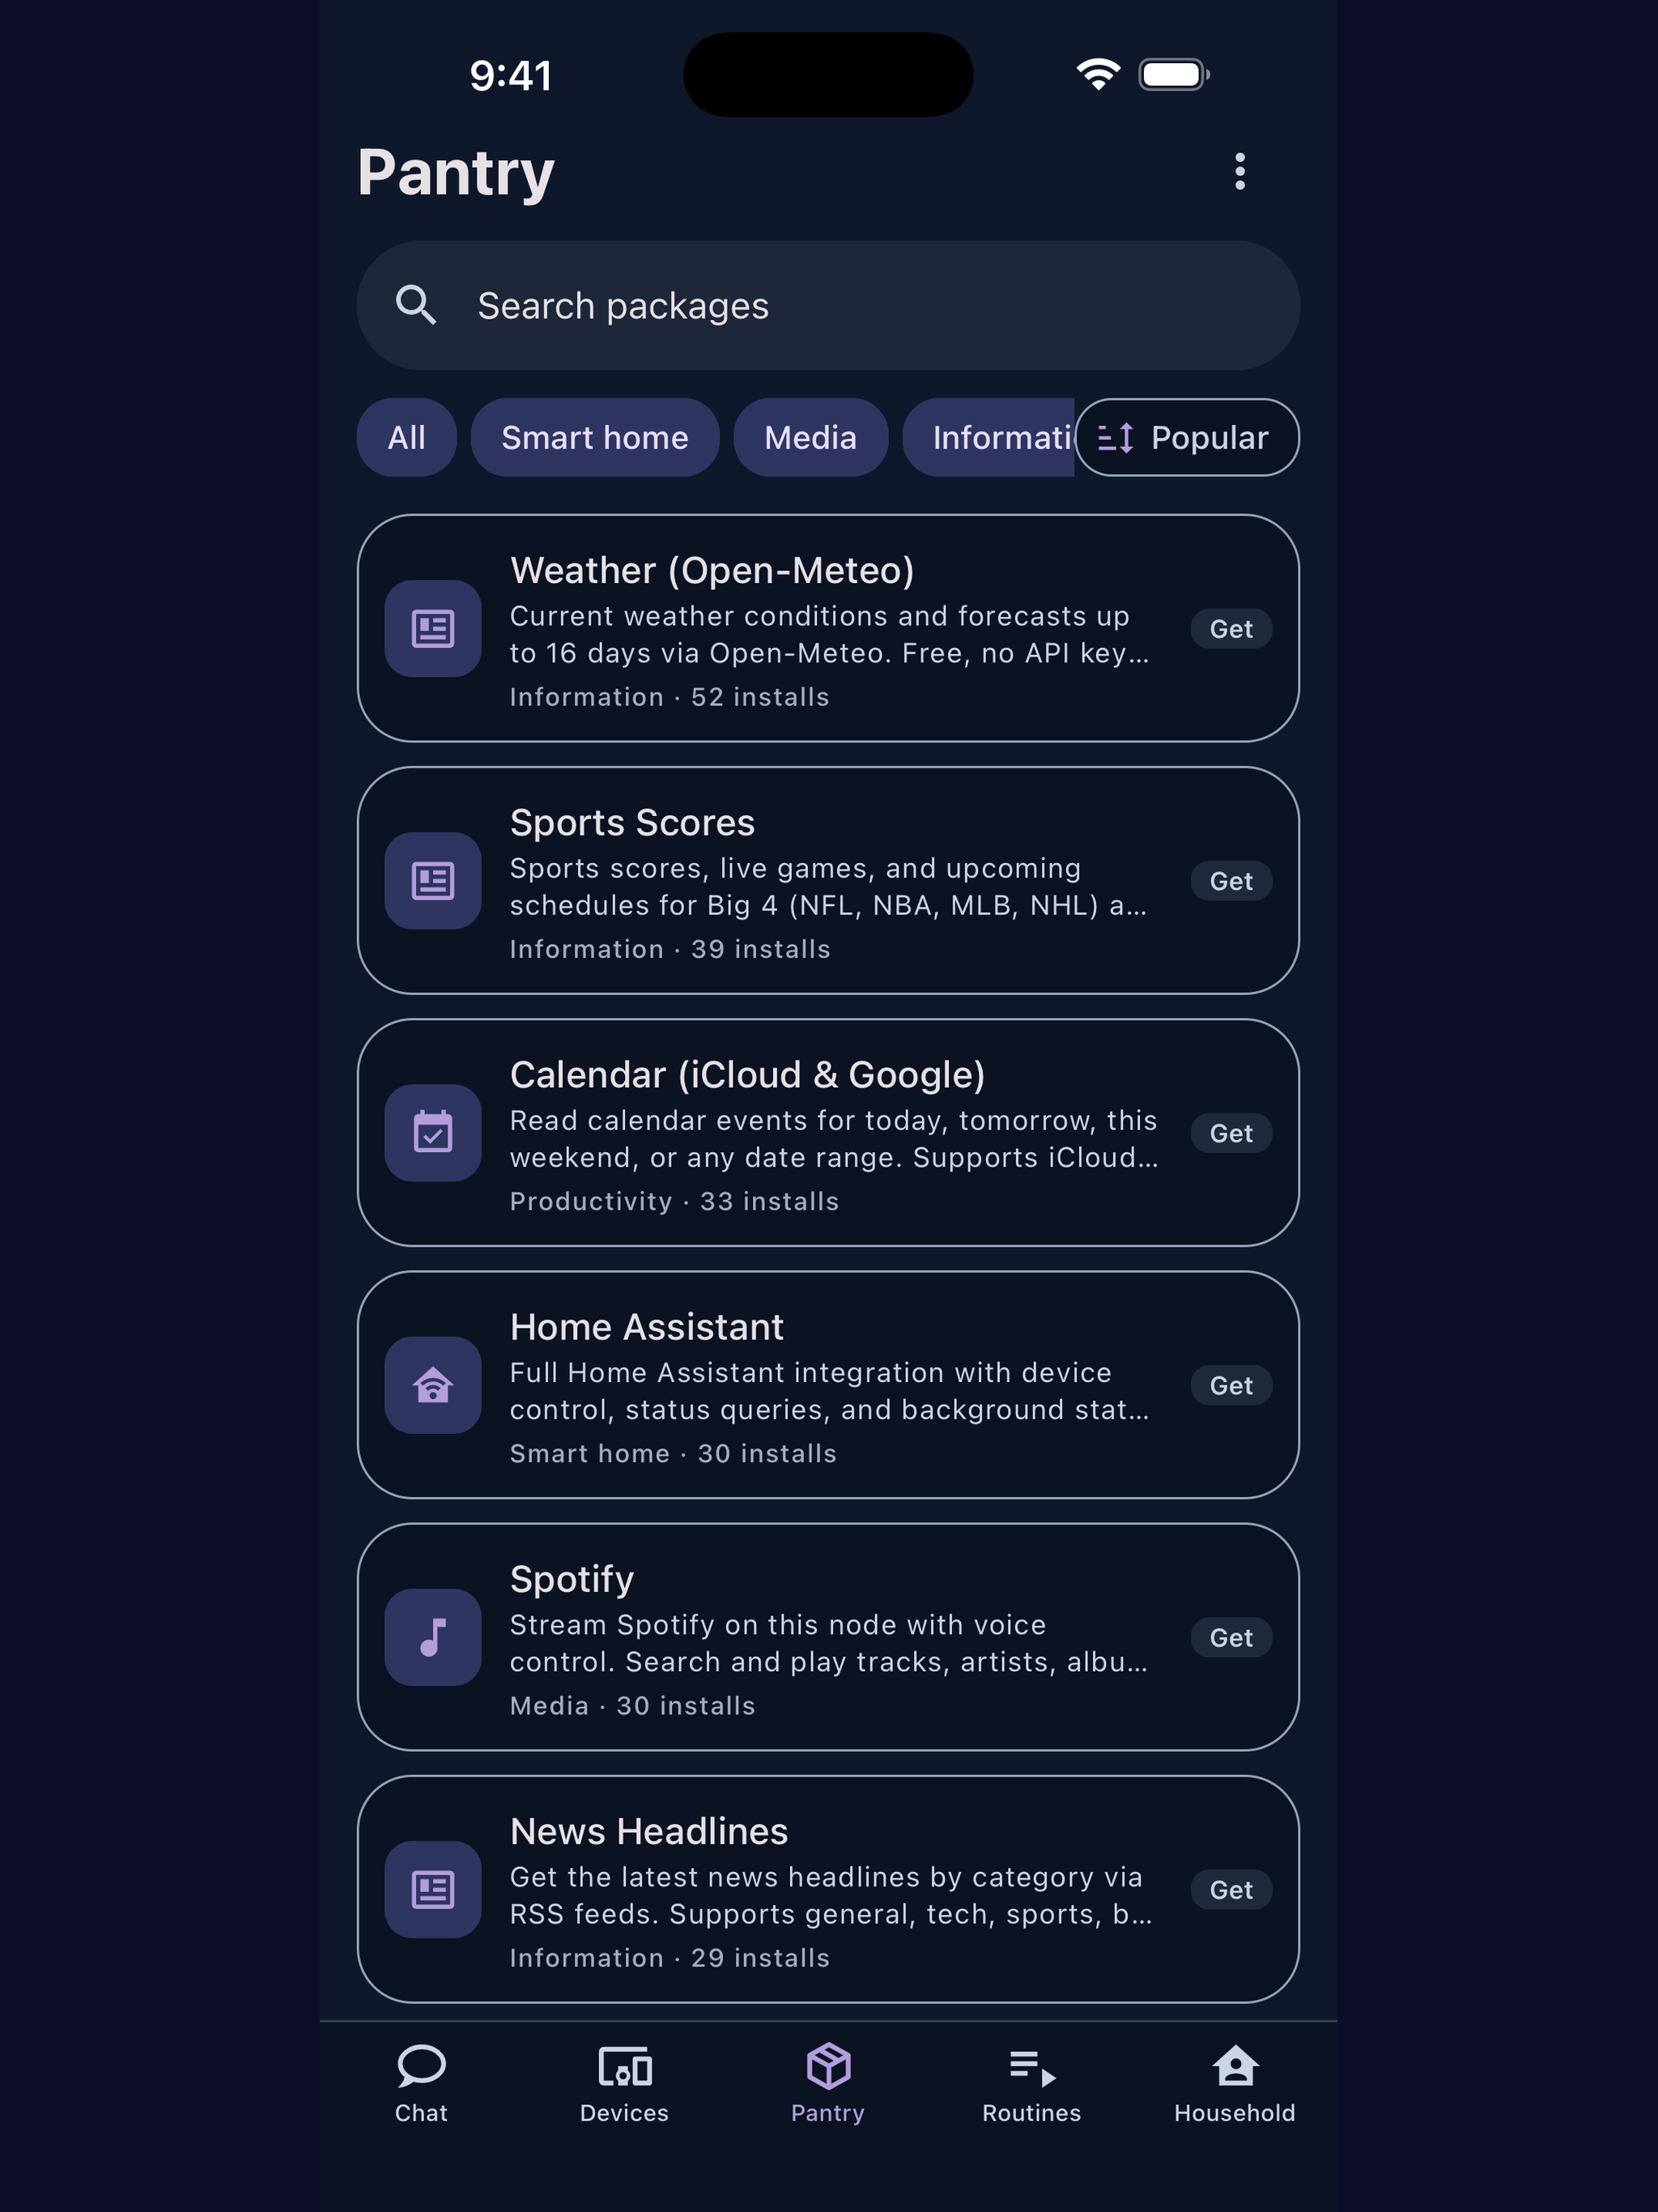 9:41
Pantry
Search packages
All
Smart home
Media
Informati
Popular
Weather (Open-Meteo)
Current weather conditions and forecasts up
to 16 days via Open-Meteo. Free, no API key…
Information · 52 installs
Get
Sports Scores
Sports scores, live games, and upcoming
schedules for Big 4 (NFL, NBA, MLB, NHL) a…
Information · 39 installs
Get
Calendar (iCloud & Google)
Read calendar events for today, tomorrow, this
weekend, or any date range. Supports iCloud…
Productivity · 33 installs
Get
Home Assistant
Full Home Assistant integration with device
control, status queries, and background stat…
Smart home · 30 installs
Get
Spotify
Stream Spotify on this node with voice
control. Search and play tracks, artists, albu…
Media · 30 installs
Get
News Headlines
Get the latest news headlines by category via
RSS feeds. Supports general, tech, sports, b…
Information · 29 installs
Get
Chat
Devices
Pantry
Routines
Household